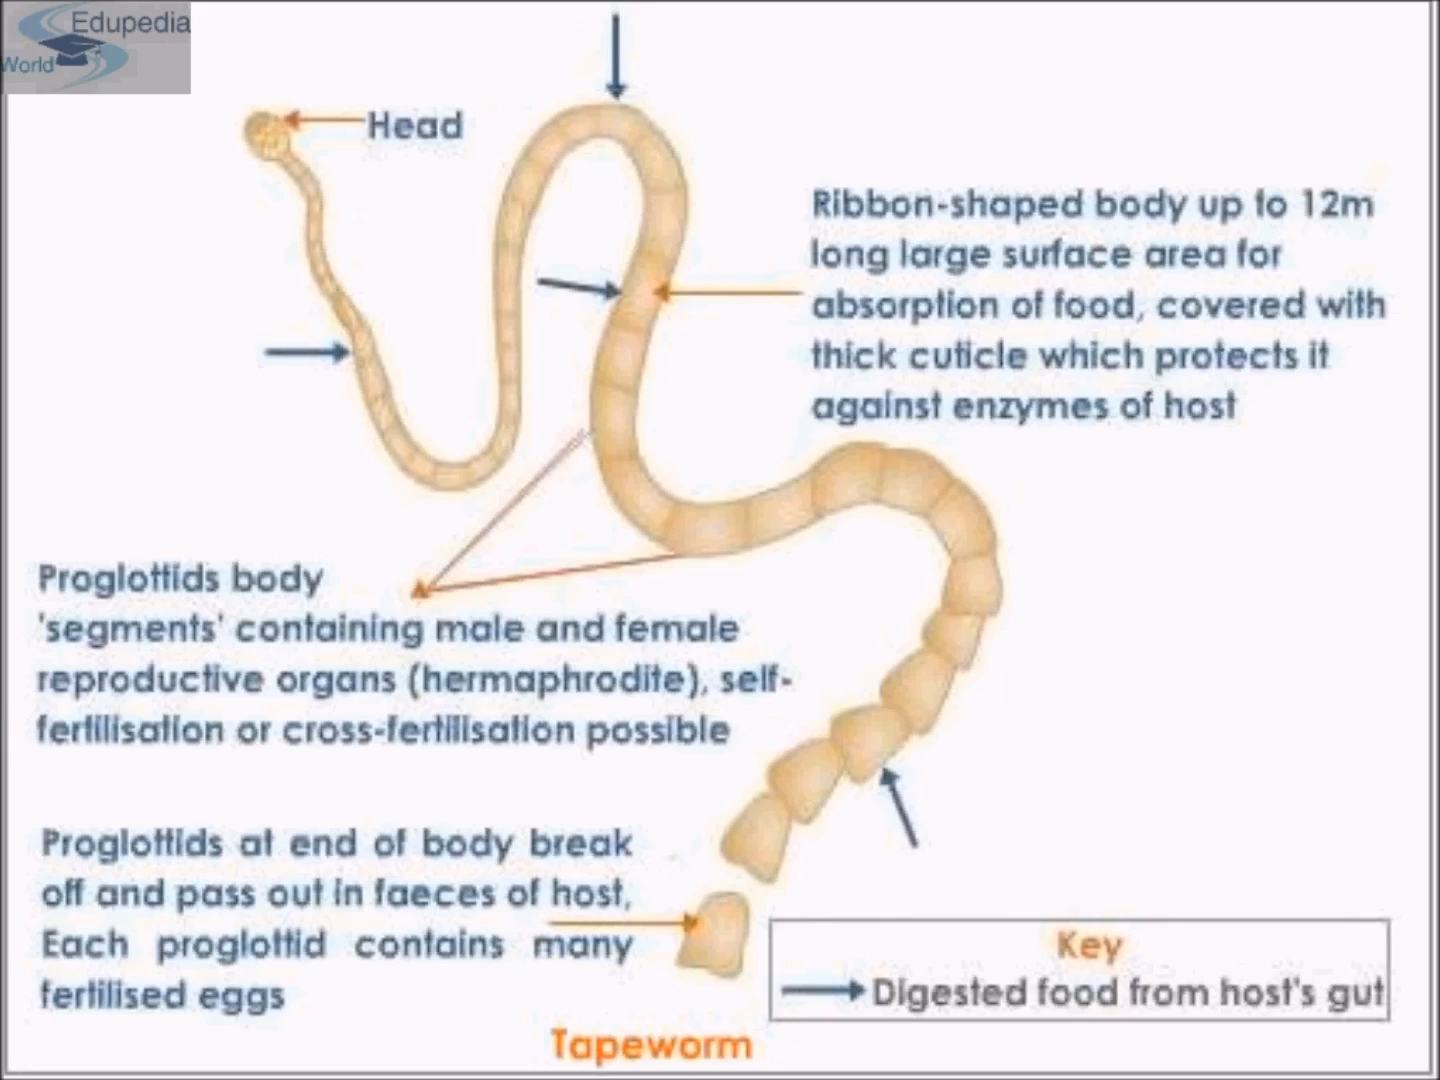 Edupedia
World
Head
Ribbon-shaped body up to 12m
long large surface area for
absorption of food, covered with
thick cuticle which protects it
against enzymes of host
Proglottids body
'segments' containing male and female
reproductive organs (hermaphrodite), self-
fertilisation or cross-fertilisation possible
Proglottids at end of body break
off and pass out in faeces of host,
Each proglottid contains many
fertilised eggs
Key
Digested food from host's gut
Tapeworm